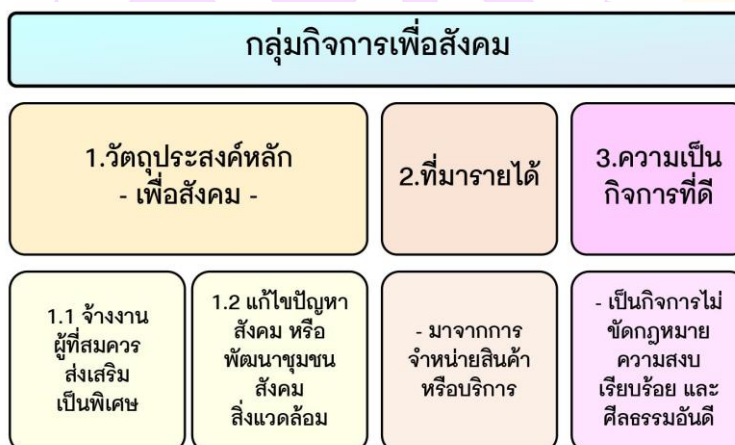 กลุ่มกิจการเพื่อสังคม
1.วัตถุประสงค์หลัก
- เพื่อสังคม -
2.ที่มารายได้
3.ความเป็น
กิจการที่ดี
1.1 จ้างงาน
ผู้ที่สมควร
ส่งเสริม
เป็นพิเศษ
1.2 แก้ไขปัญหา
สังคม หรือ
พัฒนาชุมชน
สังคม
สิ่งแวดล้อม
- มาจากการ
จำหน่ายสินค้า
หรือบริการ
- เป็นกิจการไม่
ขัดกฎหมาย
ความสงบ
เรียบร้อย และ
ศีลธรรมอันดี